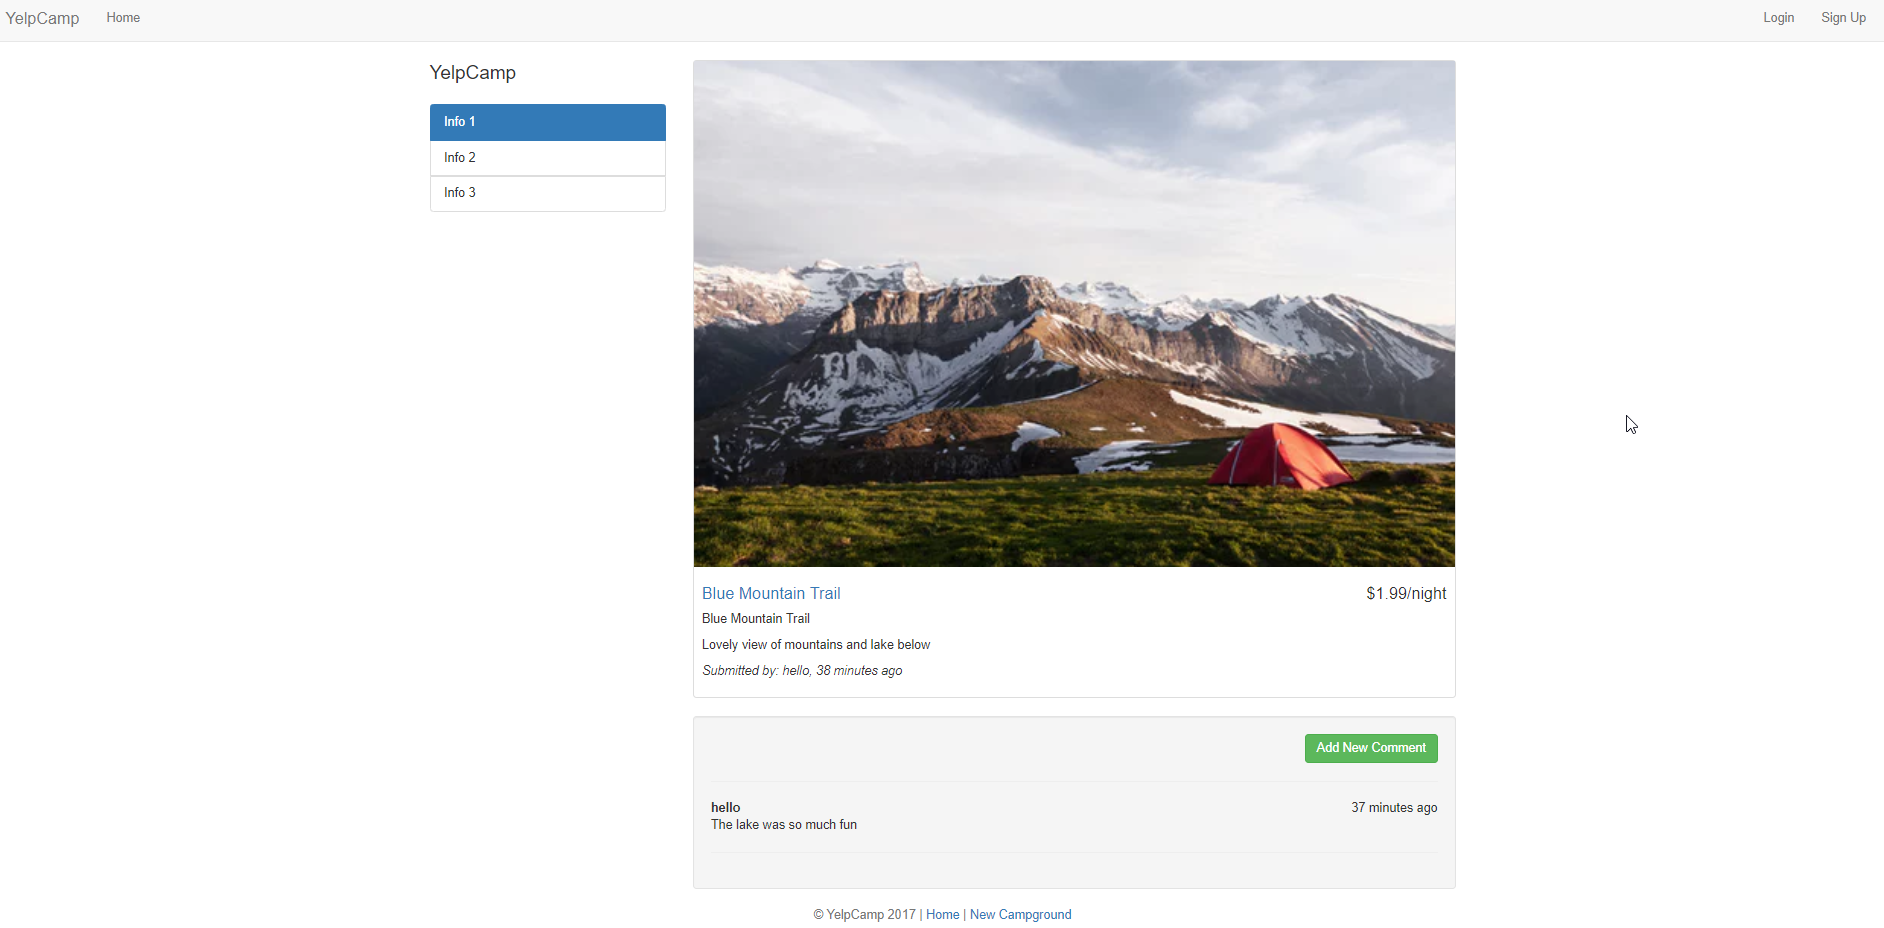 YelpCamp Home Login Sign Up
YelpCamp
Info 1
Info 2
Info 3
Blue Mountain Trail $1.99/night
Blue Mountain Trail
Lovely view of mountains and lake below
Submitted by: hello, 38 minutes ago
Add New Comment
hello 37 minutes ago
The lake was so much fun
© YelpCamp 2017 | Home | New Campground